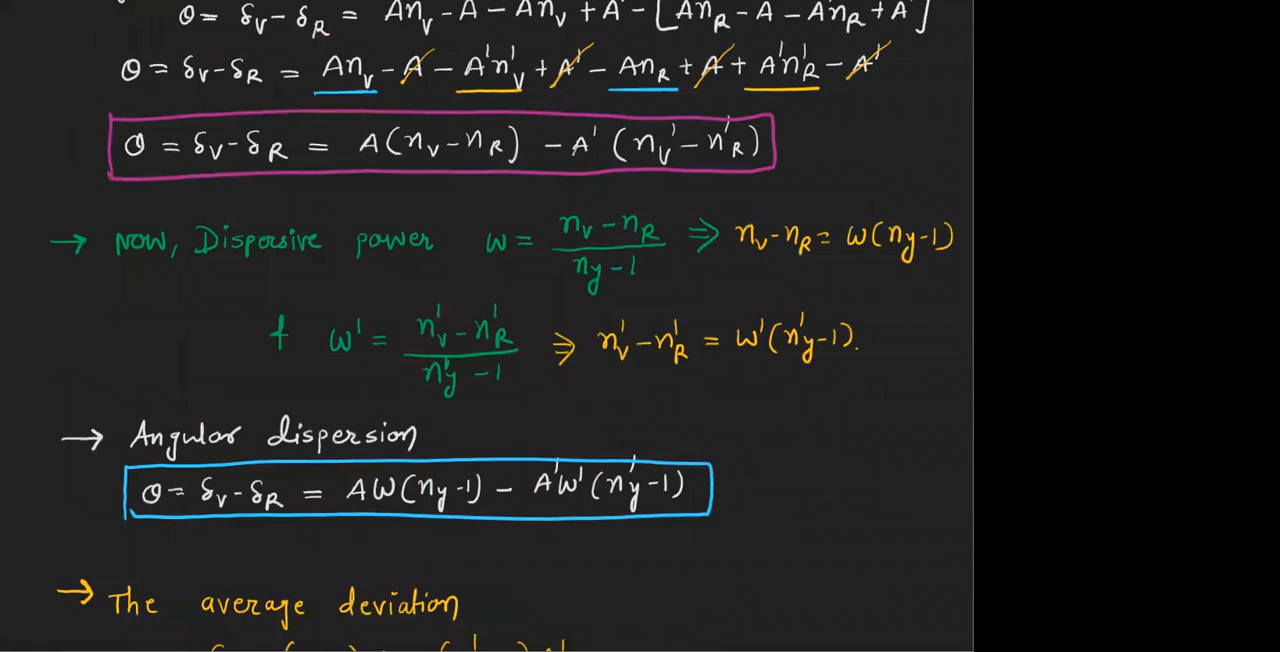 θ = δV - δR = AnV - A - AnV + A - [AnR - A - A'nR + A']
θ = δV - δR = AnV - A - A'n'V + A' - AnR + A + A'n'R - A'
θ = δV - δR = A(nV - nR) - A' (n'V - n'R)
→ Now, Dispersive power ω = (nV - nR)/(ny - 1) ⇒ nV - nR = ω(ny - 1)
f ω' = (n'V - n'R)/(n'y - 1) ⇒ n'V - n'R = ω'(n'y - 1).
→ Angular dispersion
θ = δV - δR = Aω(ny - 1) - A'ω'(n'y - 1)
→ The average deviation